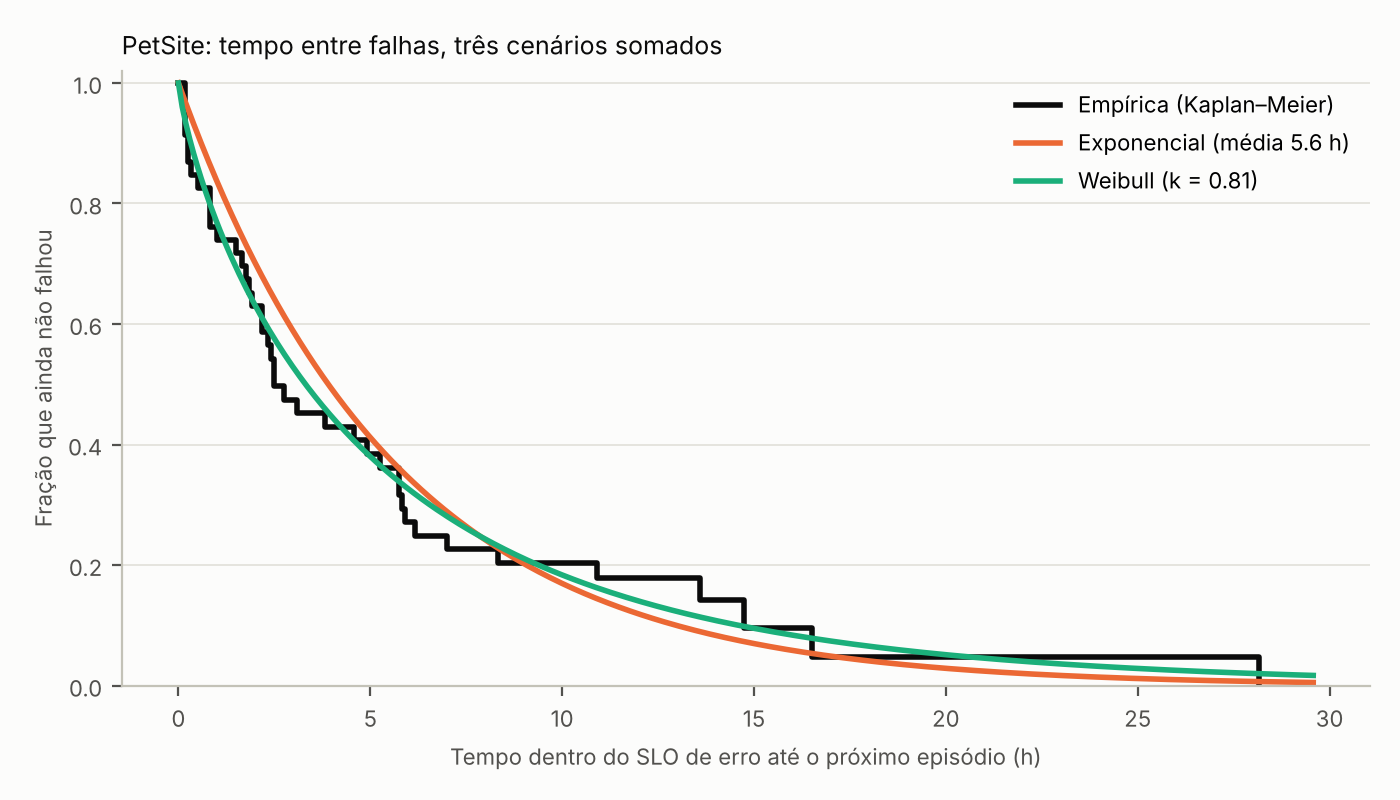 PetSite: tempo entre falhas, três cenários somados
Empírica (Kaplan–Meier)
Exponencial (média 5.6 h)
Weibull (k = 0.81)
Fração que ainda não falhou
1.0
0.8
0.6
0.4
0.2
0.0
0
5
10
15
20
25
30
Tempo dentro do SLO de erro até o próximo episódio (h)